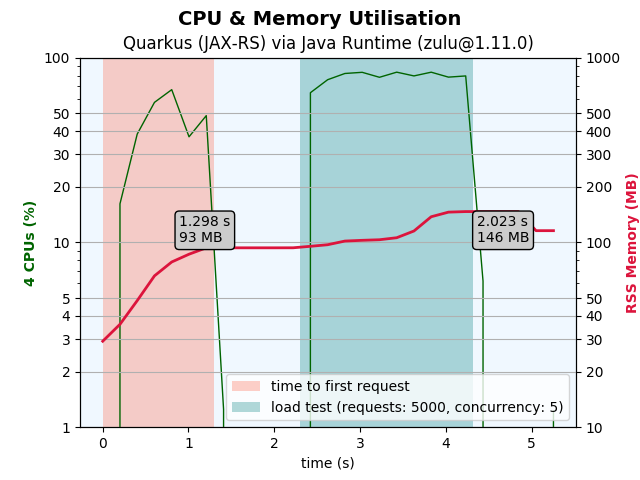 CPU & Memory Utilisation
Quarkus (JAX-RS) via Java Runtime (zulu@1.11.0)
100
50
40
30
20
10
5
4
3
2
1
4 CPUs (%)
1.298 s
93 MB
2.023 s
146 MB
1000
500
400
300
200
100
50
40
30
20
10
RSS Memory (MB)
time to first request
load test (requests: 5000, concurrency: 5)
0
1
2
3
4
5
time (s)